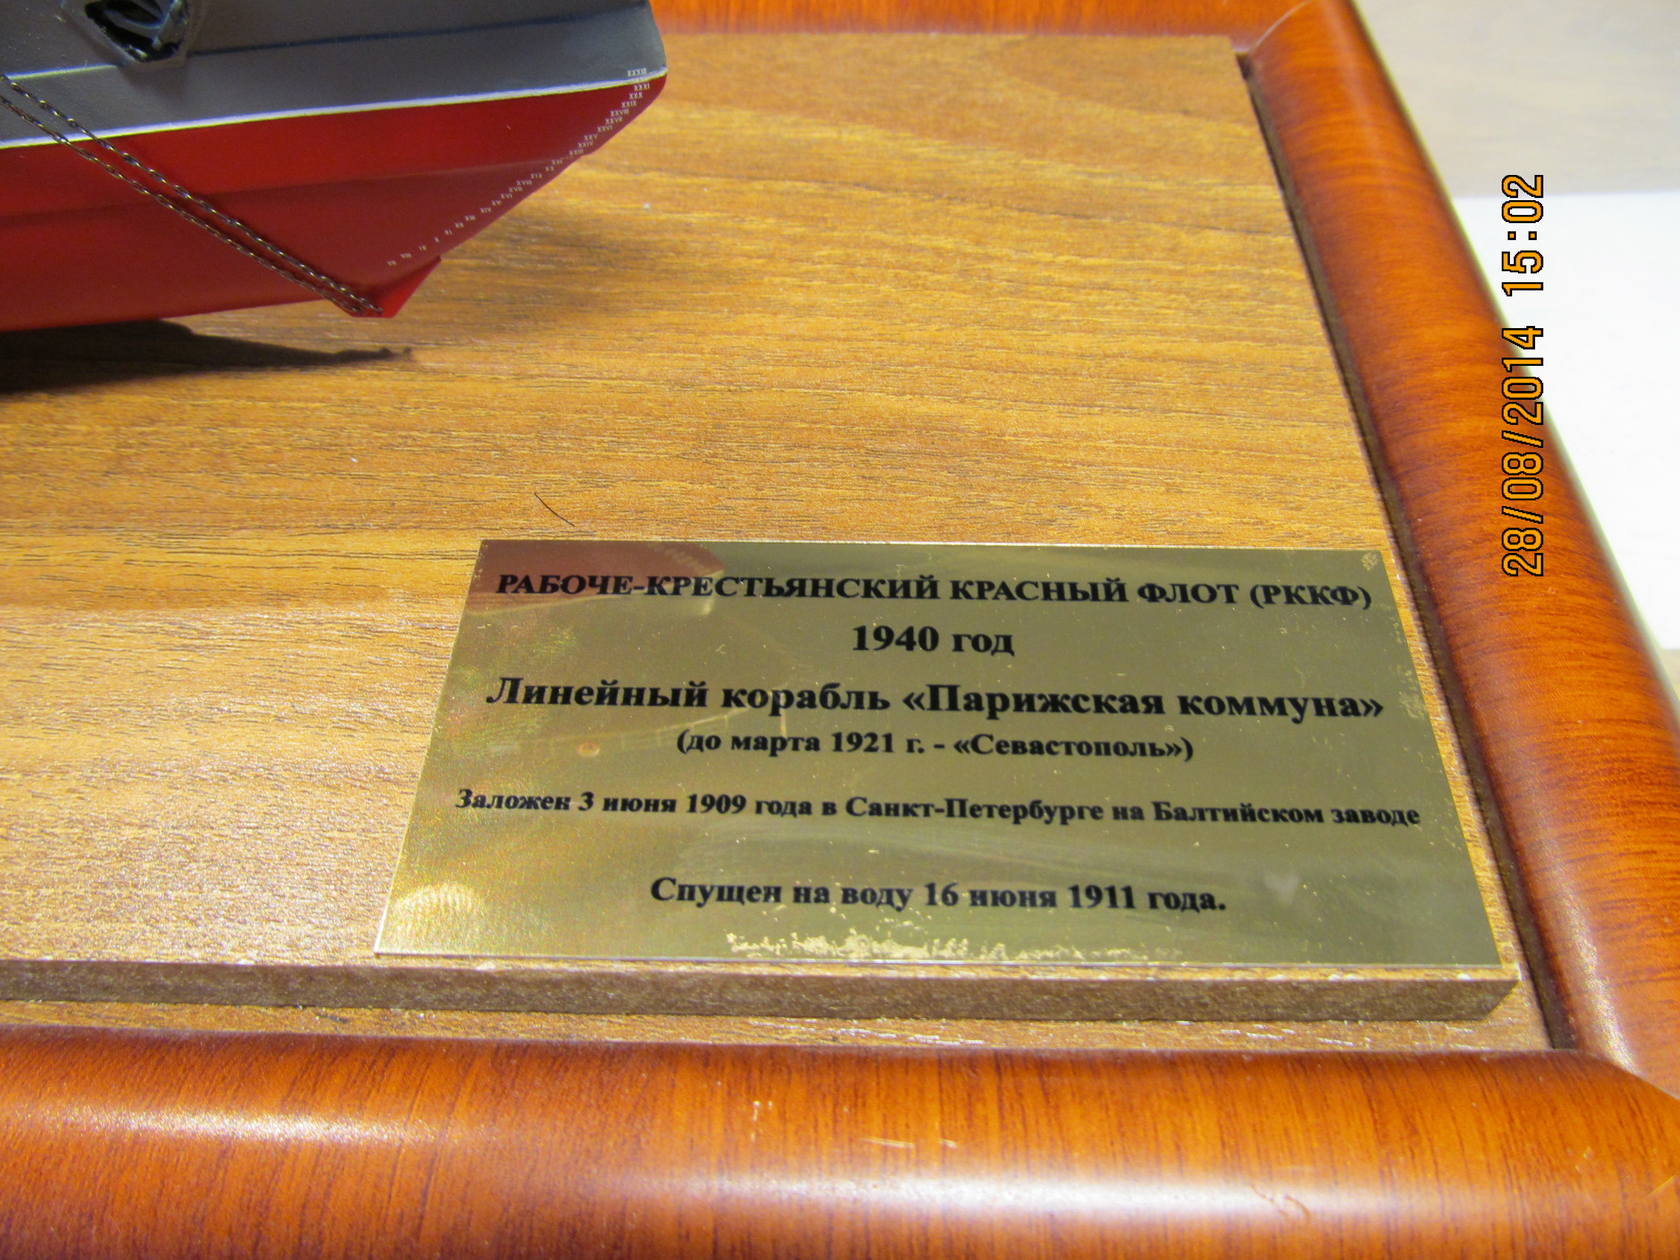 РАБОЧЕ-КРЕСТЬЯНСКИЙ КРАСНЫЙ ФЛОТ (РККФ)
1940 год
Линейный корабль «Парижская коммуна»
(до марта 1921 г. - «Севастополь»)
Заложен 3 июня 1909 года в Санкт-Петербурге на Балтийском заводе
Спущен на воду 16 июня 1911 года.
28/08/2014 15:02